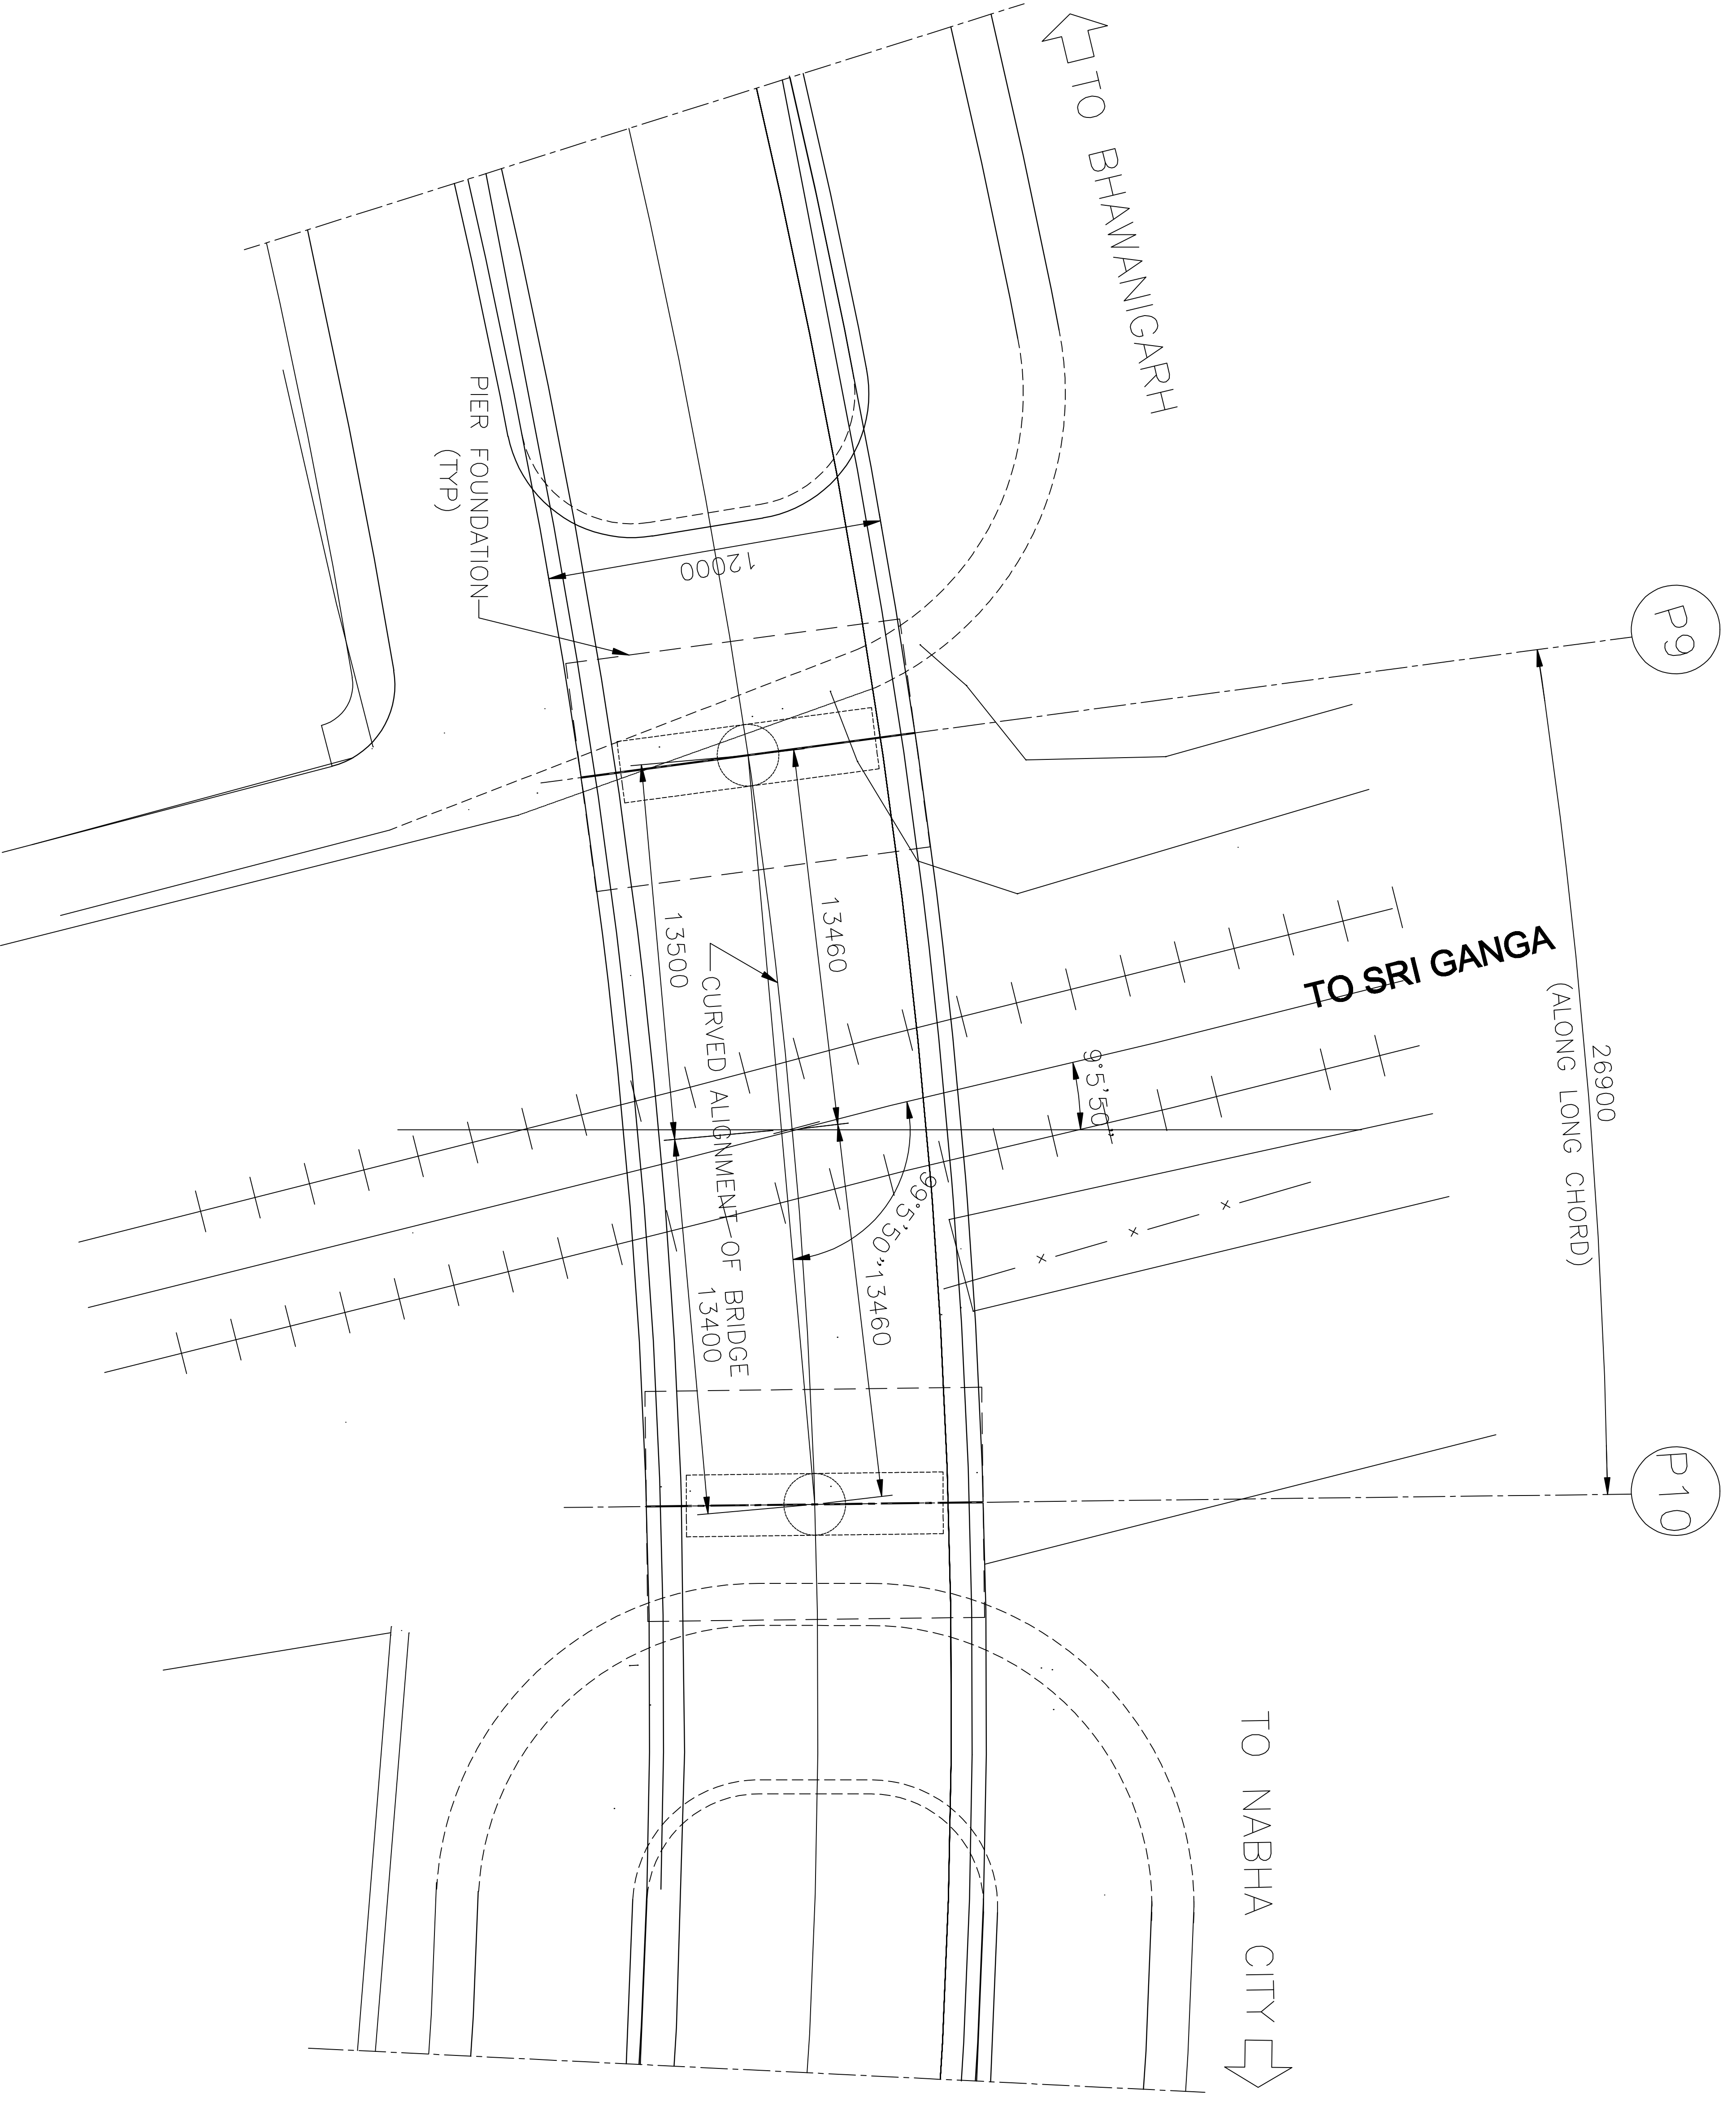 TO BHAWANIGARH
P9
PIER FOUNDATION
(TYP)
12000
13460
13500
CURVED ALIGNMENT OF BRIDGE
TO SRI GANGA
26900
(ALONG LONG CHORD)
9°5'50"
99°5'50"
13460
13400
P10
TO NABHA CITY